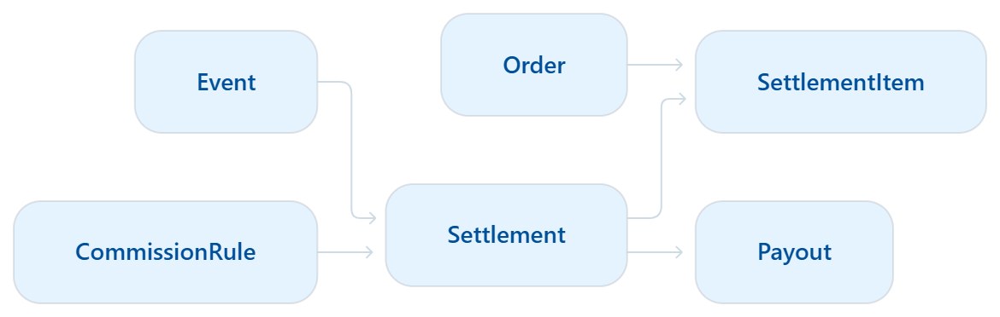 Event
Order
SettlementItem
CommissionRule
Settlement
Payout